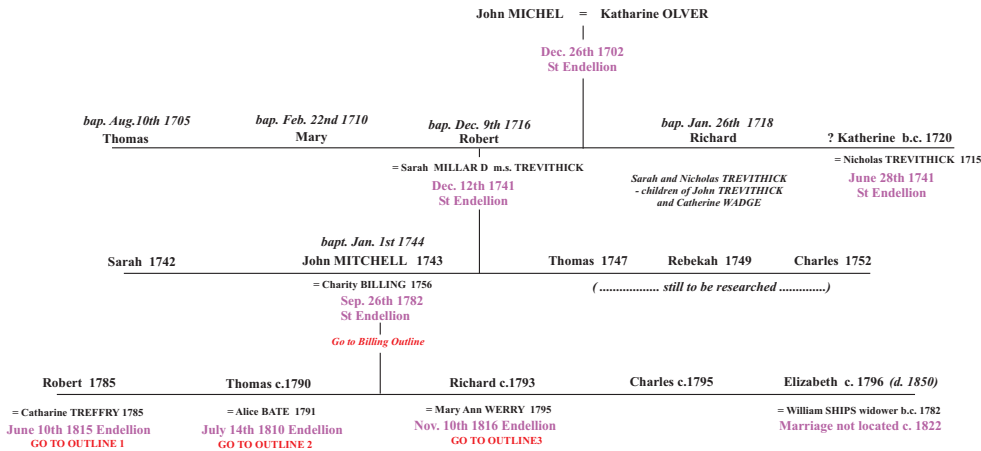 John MICHEL = Katharine OLVER
Dec. 26th 1702
St Endellion
bap. Aug.10th 1705
Thomas
bap. Feb. 22nd 1710
Mary
bap. Dec. 9th 1716
Robert
bap. Jan. 26th 1718
Richard
? Katherine b.c. 1720
= Sarah MILLAR D m.s. TREVITHICK
Dec. 12th 1741
St Endellion
Sarah and Nicholas TREVITHICK
- children of John TREVITHICK
and Catherine WADGE
= Nicholas TREVITHICK 1715
June 28th 1741
St Endellion
Sarah 1742
bapt. Jan. 1st 1744
John MITCHELL 1743
Thomas 1747
Rebekah 1749
Charles 1752
= Charity BILLING 1756
Sep. 26th 1782
St Endellion
( .................. still to be researched ..............)
Go to Billing Outline
Robert 1785
Thomas c.1790
Richard c.1793
Charles c.1795
Elizabeth c. 1796 (d. 1850)
= Catharine TREFFRY 1785
June 10th 1815 Endellion
GO TO OUTLINE 1
= Alice BATE 1791
July 14th 1810 Endellion
GO TO OUTLINE 2
= Mary Ann WERRY 1795
Nov. 10th 1816 Endellion
GO TO OUTLINE3
= William SHIPS widower b.c. 1782
Marriage not located c. 1822